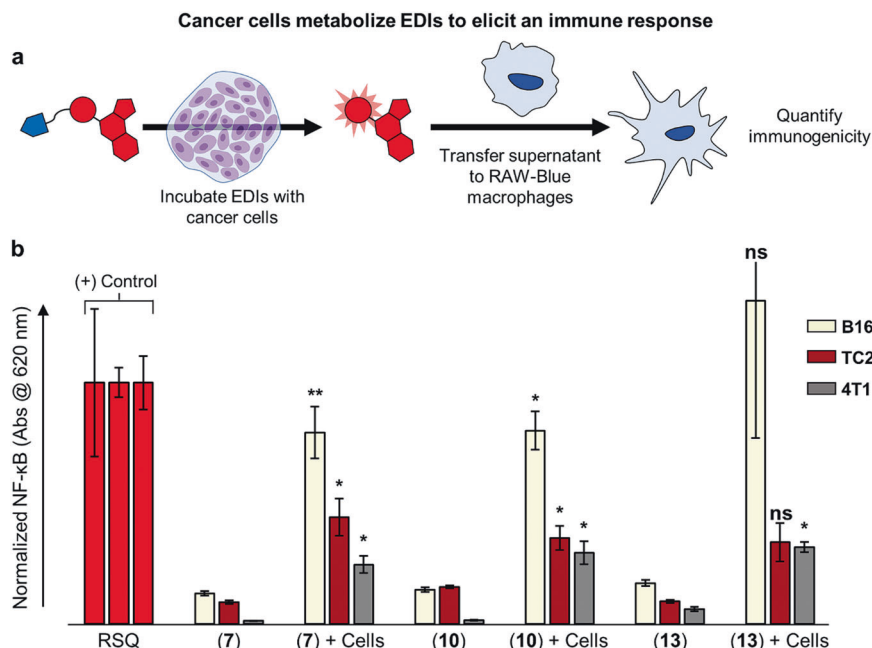 Cancer cells metabolize EDIs to elicit an immune response
a
Incubate EDIs with
cancer cells
Transfer supernatant
to RAW-Blue
macrophages
Quantify
immunogenicity
b
Normalized NF-κB (Abs @ 620 nm)
(+) Control
** 
* 
* 
* 
* 
* 
ns
ns
* 
B16
TC2
4T1
RSQ
(7)
(7) + Cells
(10)
(10) + Cells
(13)
(13) + Cells